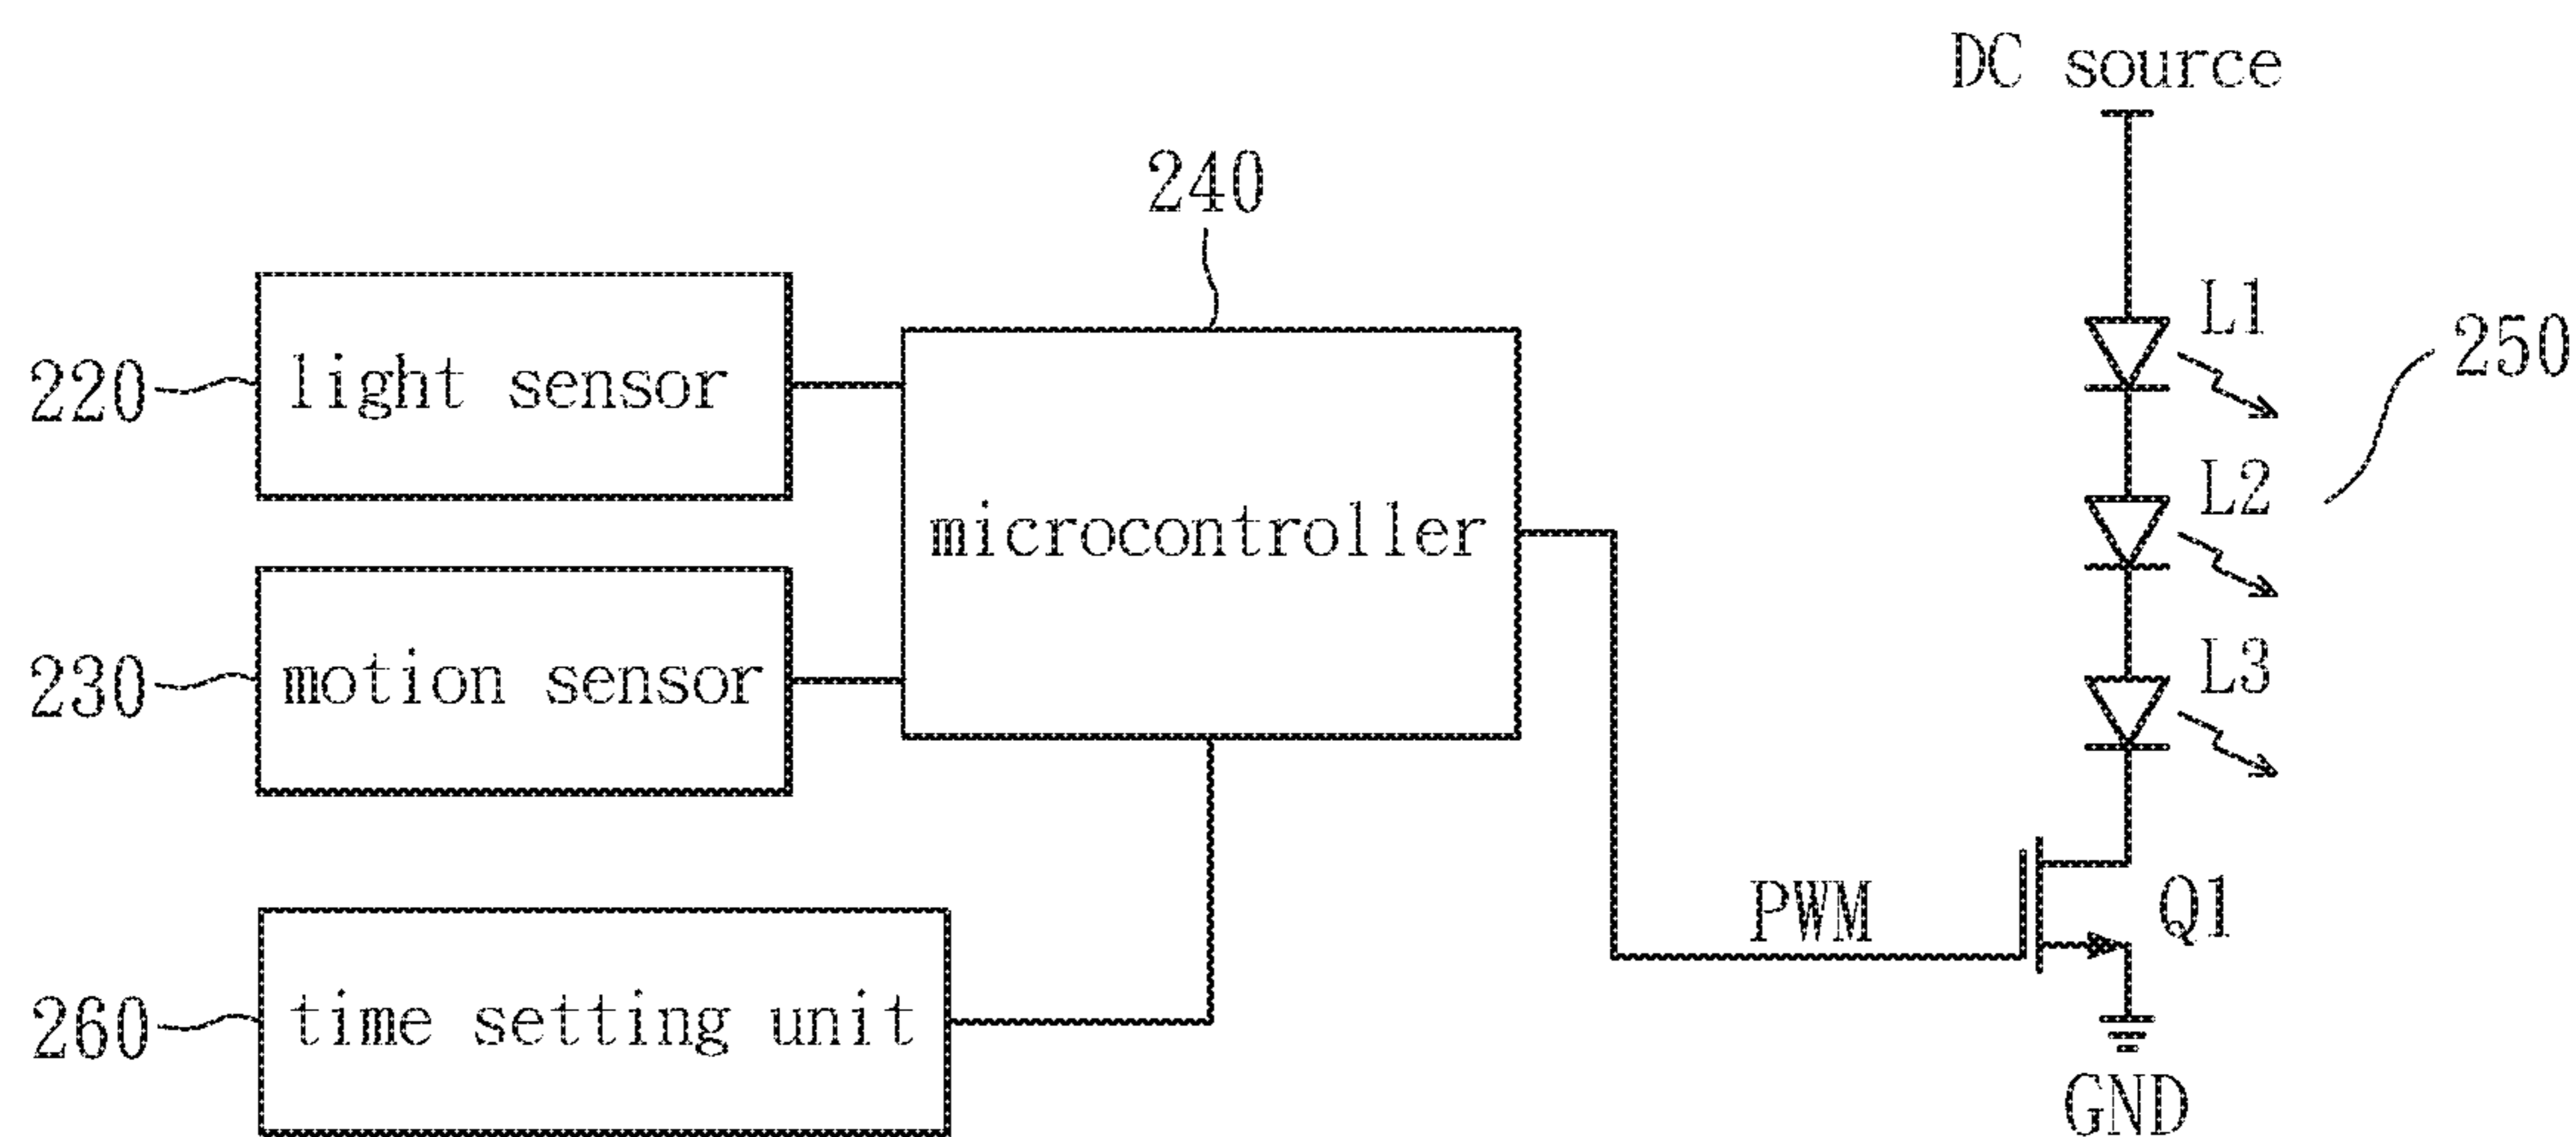 DC source
240
L1
250
220
light sensor
L2
microcontroller
230
motion sensor
L3
PWM
Q1
260
time setting unit
GND